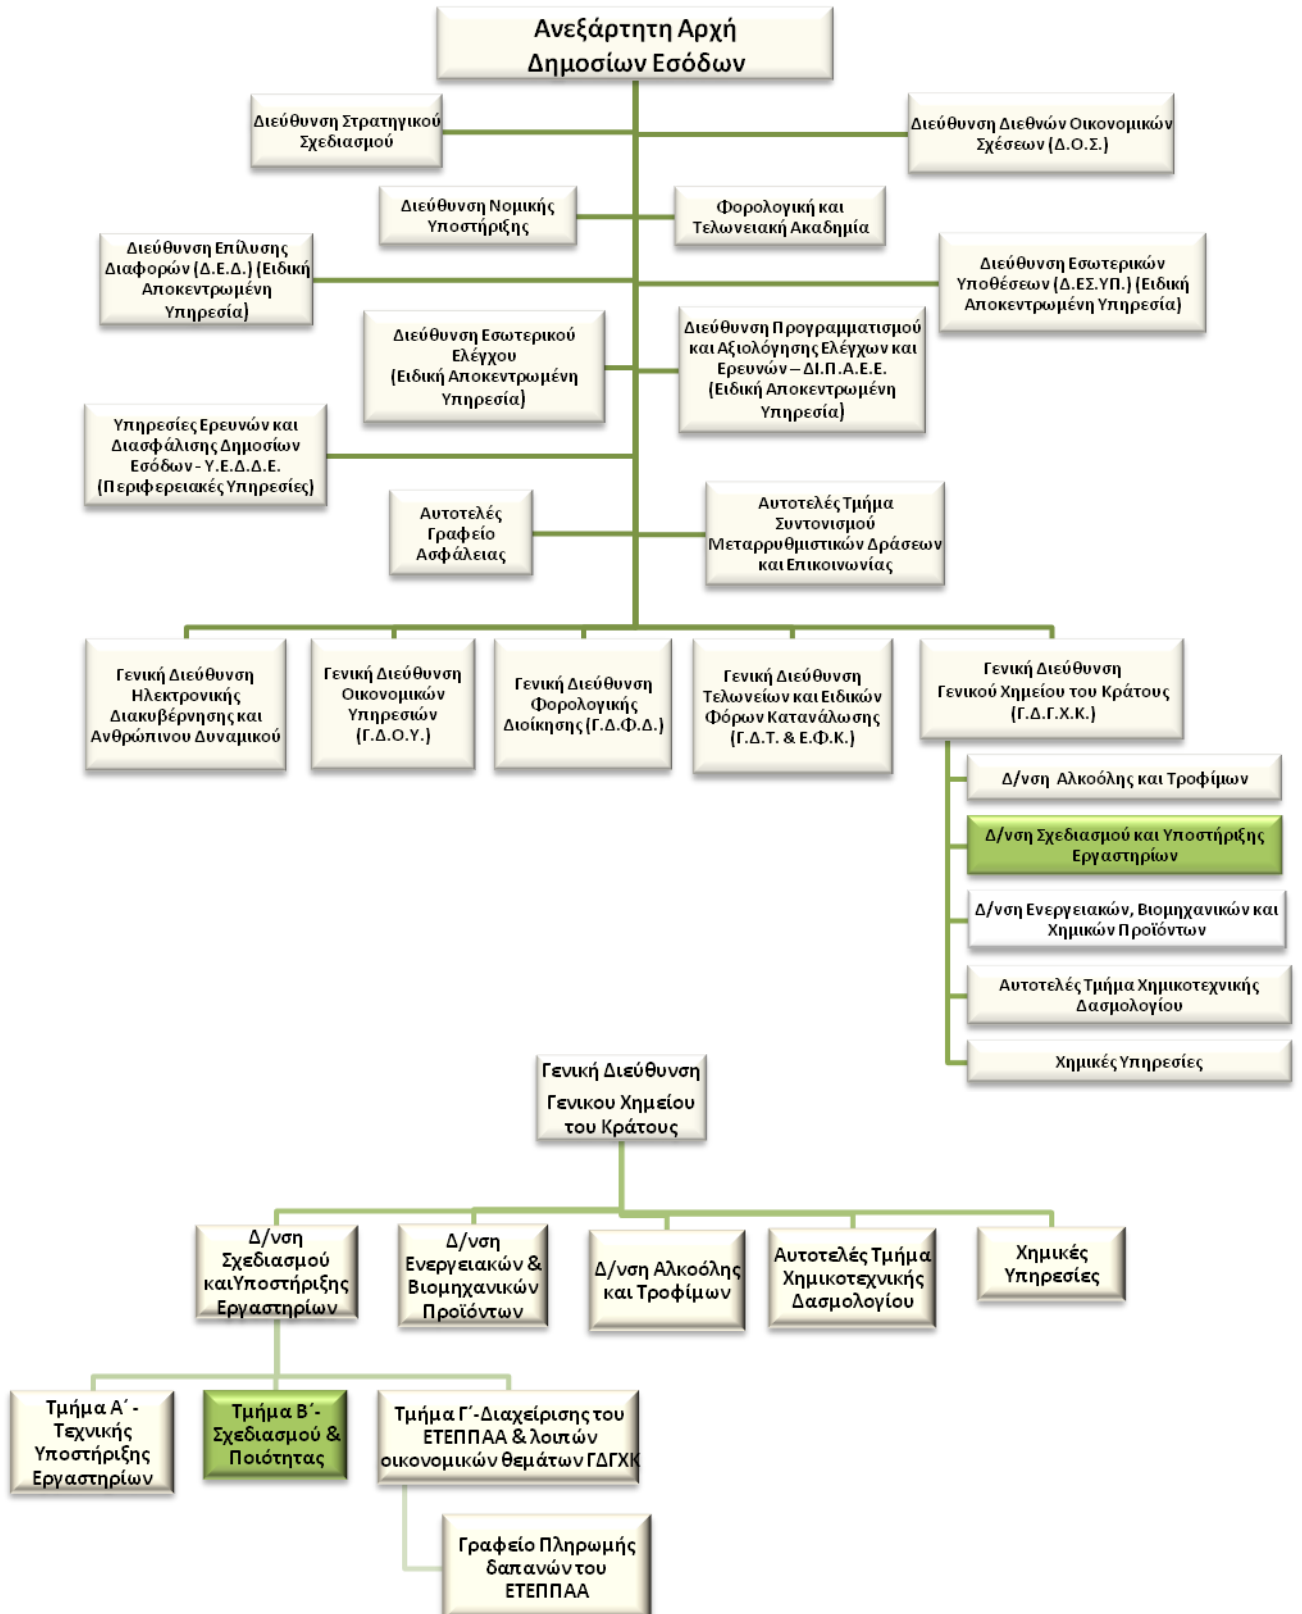 Ανεξάρτητη Αρχή
Δημοσίων Εσόδων
Διεύθυνση Στρατηγικού
Σχεδιασμού
Διεύθυνση Διεθνών Οικονομικών
Σχέσεων (Δ.Ο.Σ.)
Διεύθυνση Νομικής
Υποστήριξης
Φορολογική και
Τελωνειακή Ακαδημία
Διεύθυνση Επίλυσης
Διαφορών (Δ.Ε.Δ.) (Ειδική
Αποκεντρωμένη
Υπηρεσία)
Διεύθυνση Εσωτερικών
Υποθέσεων (Δ.ΕΣ.ΥΠ.) (Ειδική
Αποκεντρωμένη Υπηρεσία)
Διεύθυνση Εσωτερικού
Ελέγχου
(Ειδική Αποκεντρωμένη
Υπηρεσία)
Διεύθυνση Προγραμματισμού
και Αξιολόγησης Ελέγχων και
Ερευνών – ΔΙ.Π.Α.Ε.Ε.
(Ειδική Αποκεντρωμένη
Υπηρεσία)
Υπηρεσίες Ερευνών και
Διασφάλισης Δημοσίων
Εσόδων - Υ.Ε.Δ.Δ.Ε.
(Περιφερειακές Υπηρεσίες)
Αυτοτελές
Γραφείο
Ασφάλειας
Αυτοτελές Τμήμα
Συντονισμού
Μεταρρυθμιστικών Δράσεων
και Επικοινωνίας
Γενική Διεύθυνση
Ηλεκτρονικής
Διακυβέρνησης και
Ανθρώπινου Δυναμικού
Γενική Διεύθυνση
Οικονομικών
Υπηρεσιών
(Γ.Δ.Ο.Υ.)
Γενική Διεύθυνση
Φορολογικής
Διοίκησης (Γ.Δ.Φ.Δ.)
Γενική Διεύθυνση
Τελωνείων και Ειδικών
Φόρων Κατανάλωσης
(Γ.Δ.Τ. & Ε.Φ.Κ.)
Γενική Διεύθυνση
Γενικού Χημείου του Κράτους
(Γ.Δ.Γ.Χ.Κ.)
Δ/νση Αλκοόλης και Τροφίμων
Δ/νση Σχεδιασμού και Υποστήριξης
Εργαστηρίων
Δ/νση Ενεργειακών, Βιομηχανικών και
Χημικών Προϊόντων
Αυτοτελές Τμήμα Χημικοτεχνικής
Δασμολογίου
Χημικές Υπηρεσίες
Γενική Διεύθυνση
Γενικου Χημείου
του Κράτους
Δ/νση
Σχεδιασμού
καιΥποστήριξης
Εργαστηρίων
Δ/νση
Ενεργειακών &
Βιομηχανικών
Προϊόντων
Δ/νση Αλκοόλης
και Τροφίμων
Αυτοτελές Τμήμα
Χημικοτεχνικής
Δασμολογίου
Χημικές
Υπηρεσίες
Τμήμα Α΄ -
Τεχνικής
Υποστήριξης
Εργαστηρίων
Τμήμα Β΄-
Σχεδιασμού &
Ποιότητας
Τμήμα Γ΄-Διαχείρισης του
ΕΤΕΠΠΑΑ & λοιπών
οικονομικών θεμάτων ΓΔΓΧΚ
Γραφείο Πληρωμής
δαπανών του
ΕΤΕΠΠΑΑ